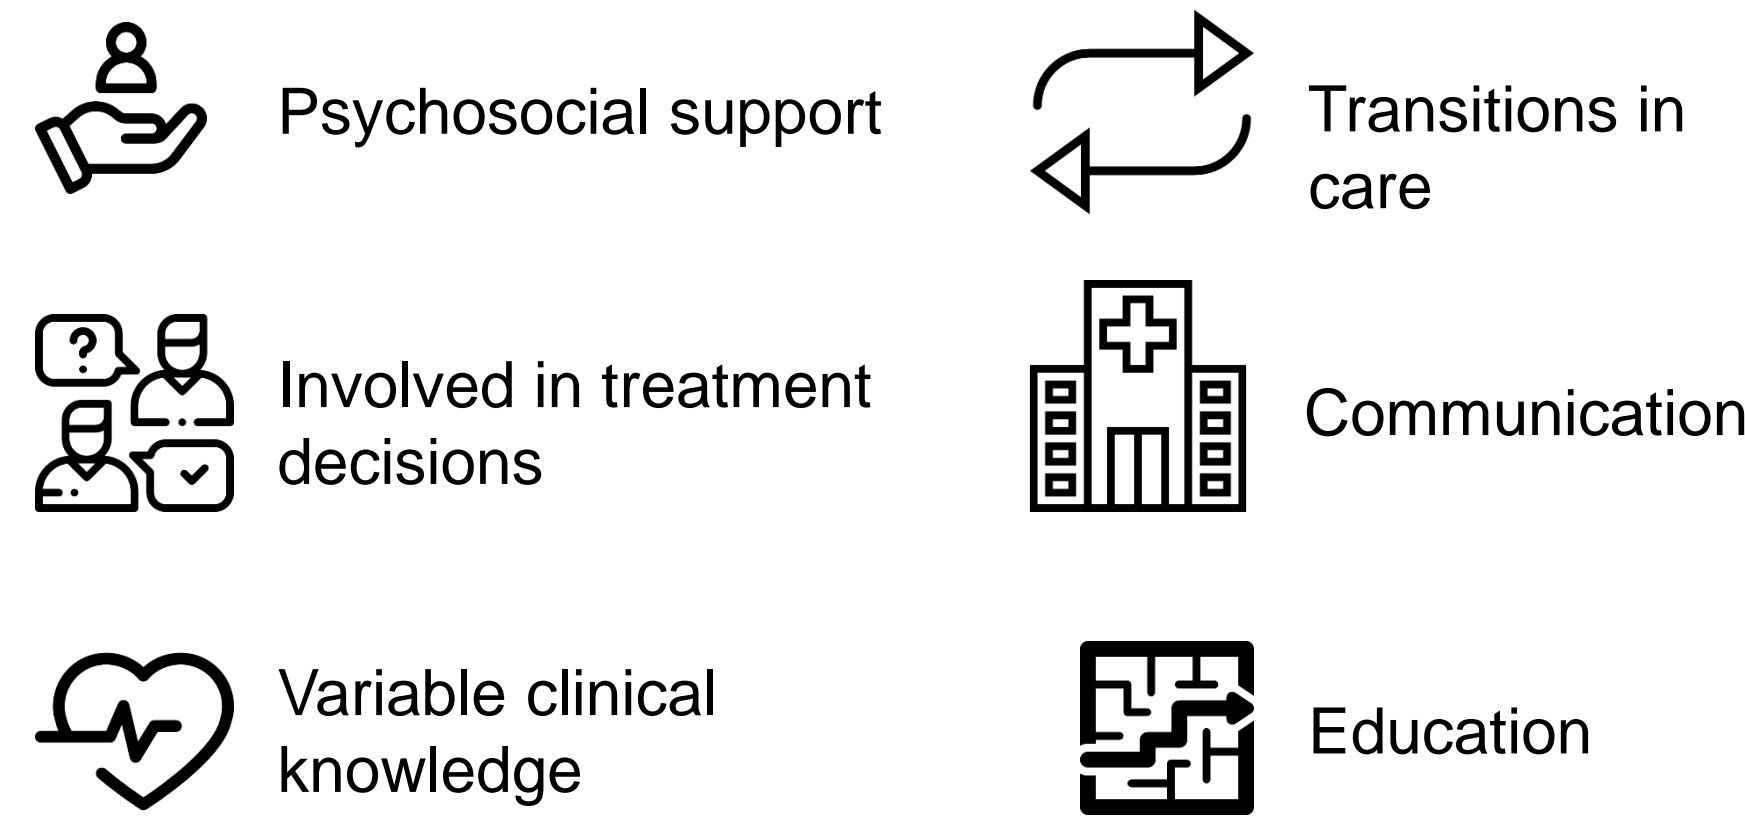 Psychosocial support
Transitions in
care
Involved in treatment
decisions
Communication
Variable clinical
knowledge
Education